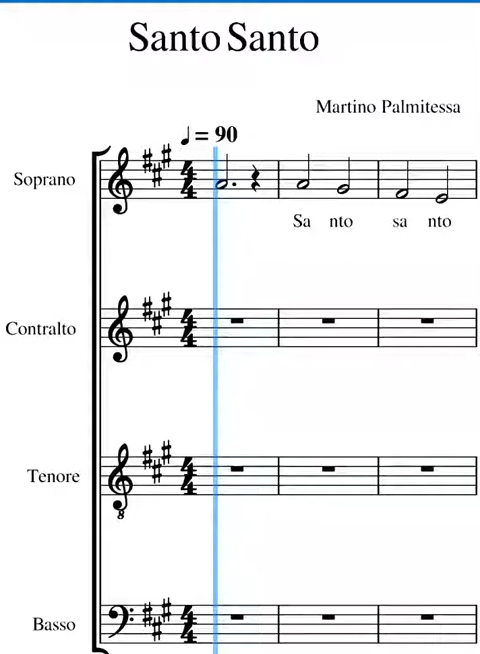 Santo Santo
Martino Palmitessa
♩ = 90
Soprano
Sa nto sa nto
Contralto
Tenore
8
Basso